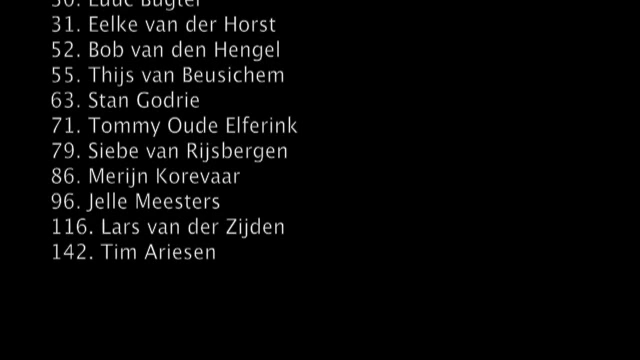 31. Eelke van der Horst
52. Bob van den Hengel
55. Thijs van Beusichem
63. Stan Godrie
71. Tommy Oude Elferink
79. Siebe van Rijsbergen
86. Merijn Korevaar
96. Jelle Meesters
116. Lars van der Zijden
142. Tim Ariesen